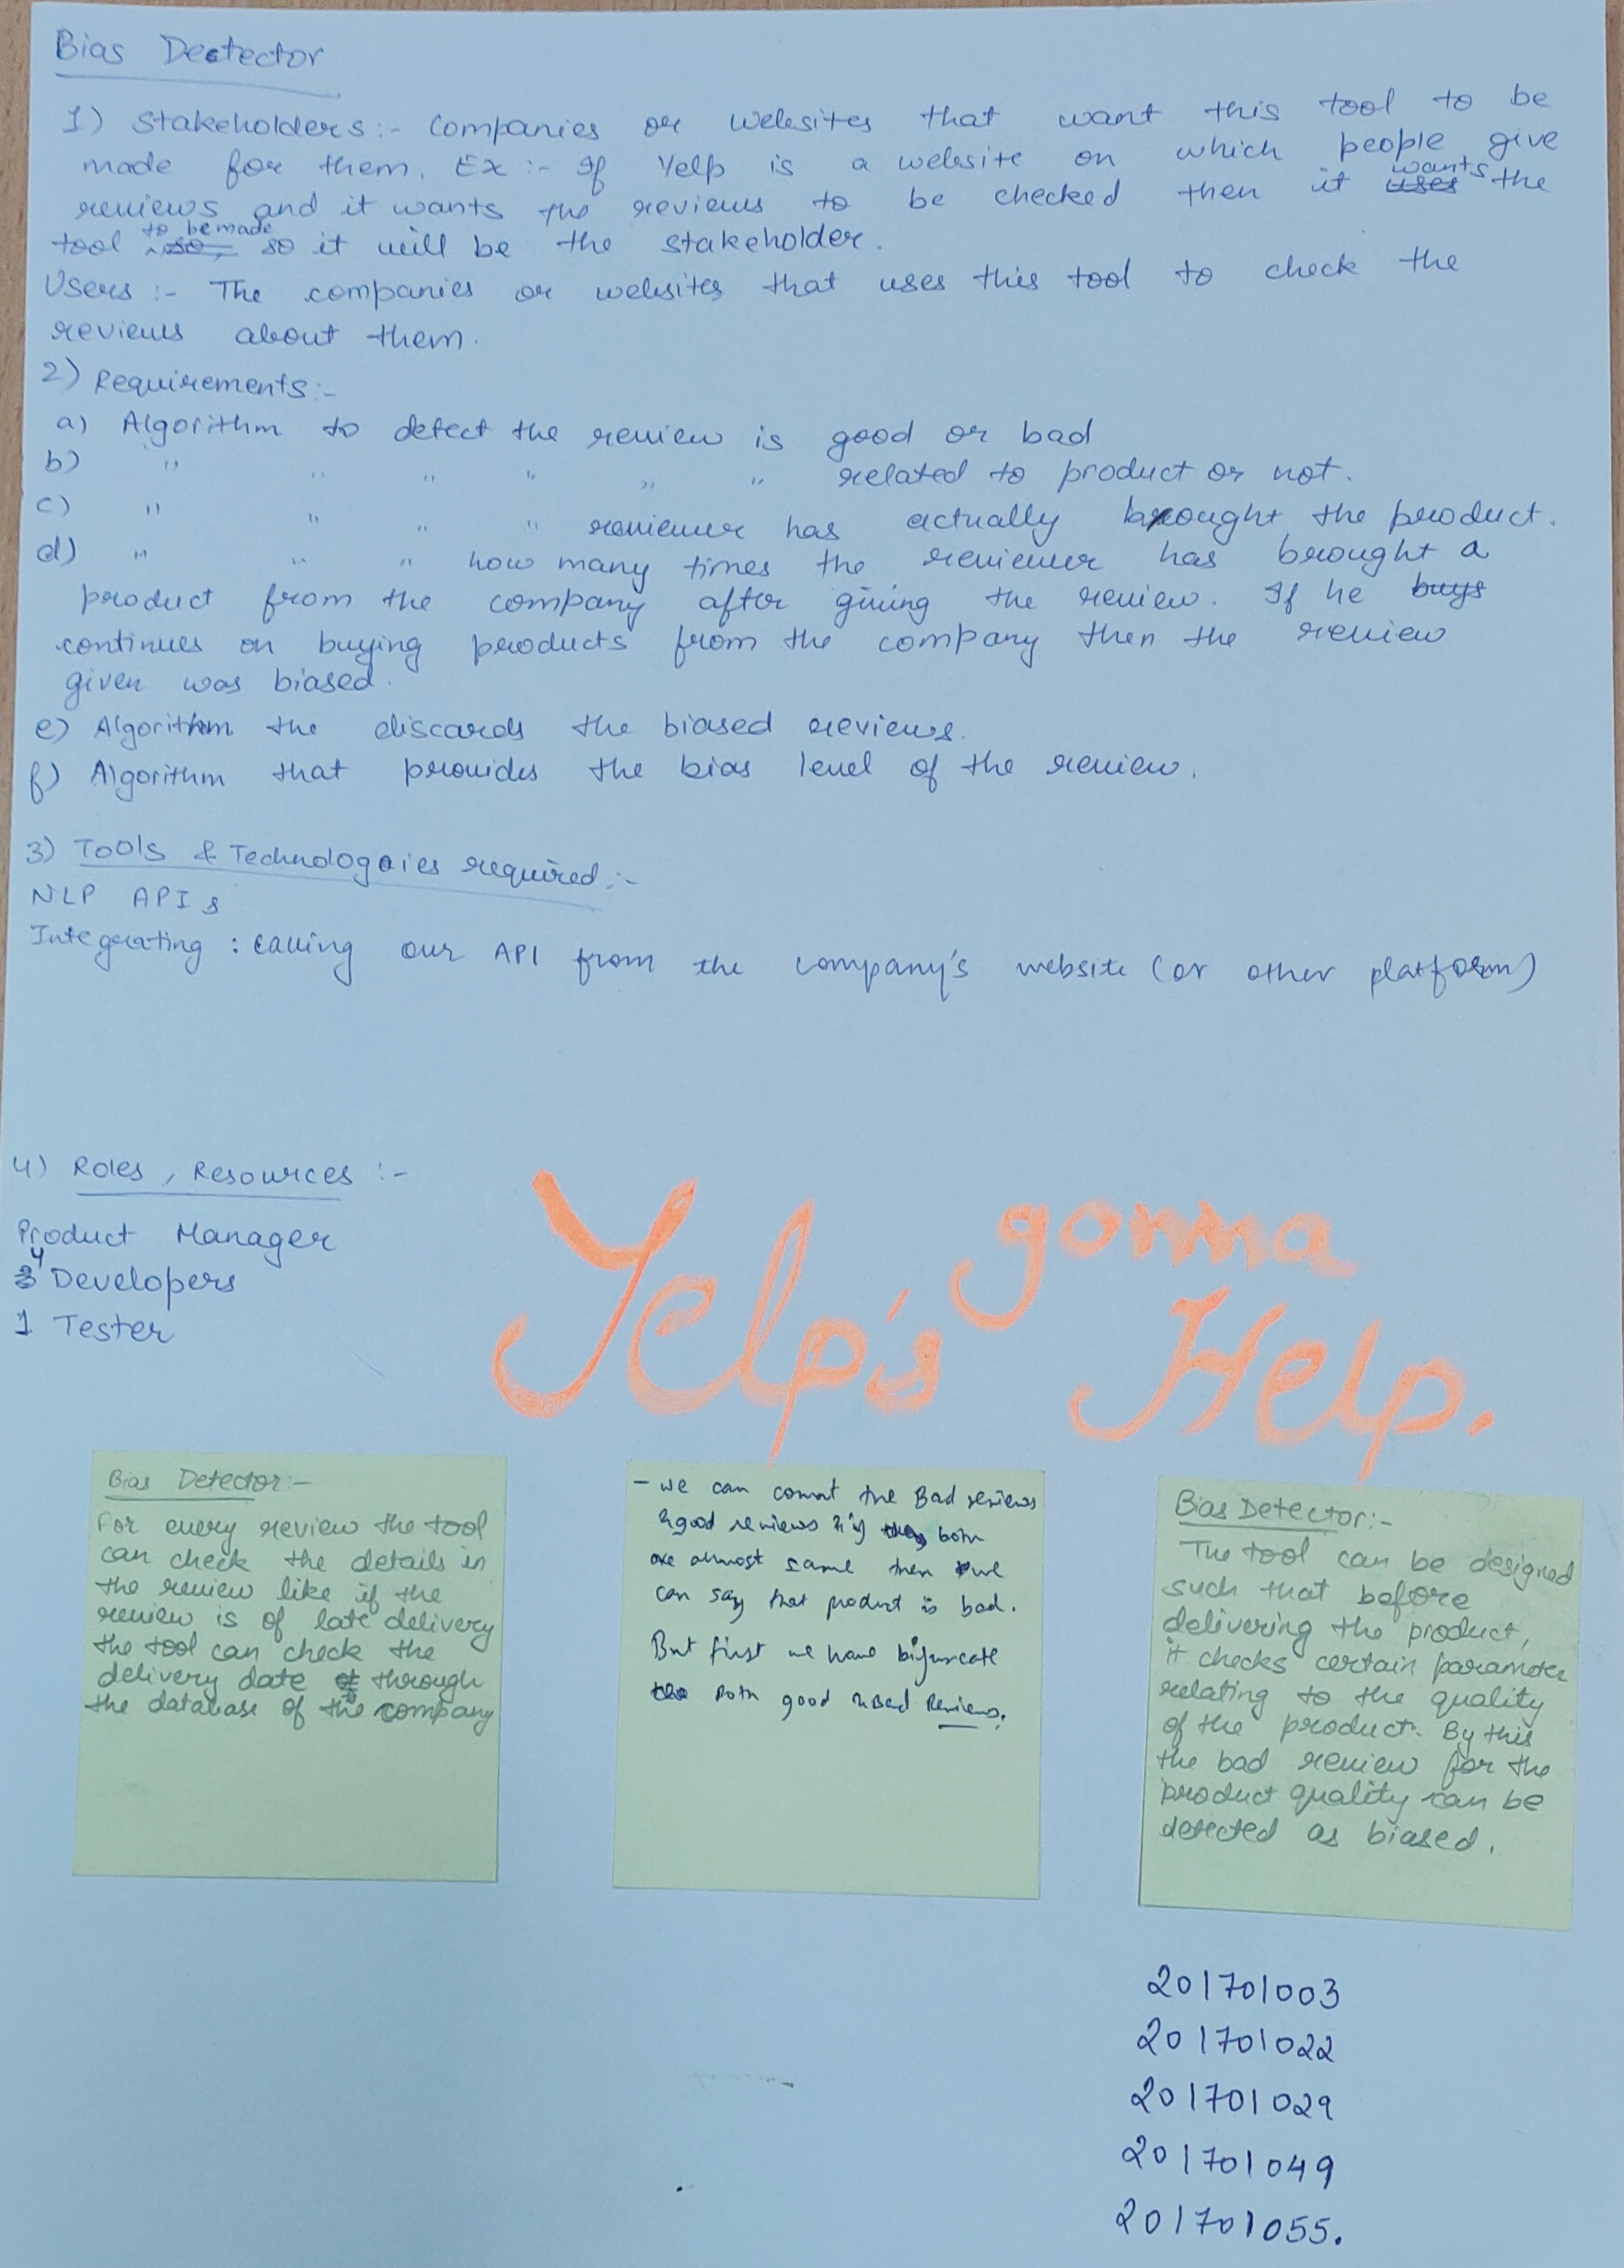 Bias Detector
1) Stakeholders :- Companies or websites that want this tool to be
made for them. Ex :- If Yelp is a website on which people give
reviews and it wants the reviews to be checked then it wants the
tool to be made so it will be the stakeholder.
Users :- The companies or websites that uses this tool to check the
reviews about them.
2) Requirements :-
a) Algorithm to detect the review is good or bad
b) " " " " " " related to product or not.
c) " " " " reviewer has actually brought the product.
d) " " " how many times the reviewer has brought a
product from the company after giving the review. If he buys
continues on buying products from the company then the review
given was biased.
e) Algorithm the discards the biased reviews.
f) Algorithm that provides the bias level of the review.
3) Tools & Technologies required :-
NLP APIs
Integrating : calling our API from the company's website (or other platform)
4) Roles, Resources :-
Product Manager
4 Developers
1 Tester
Yelp's gonna Help.
Bias Detector :-
For every review the tool
can check the details in
the review like if the
review is of late delivery
the tool can check the
delivery date through
the database of the company
- we can count the Bad reviews
& good reviews & if both
are almost same then we
can say that product is bad.
But first we have bifurcate
both good & Bad Reviews.
Bias Detector :-
The tool can be designed
such that before
delivering the product,
it checks certain parameter
relating to the quality
of the product. By this
the bad review for the
product quality can be
detected as biased.
201701003
201701022
201701029
201701049
201701055.